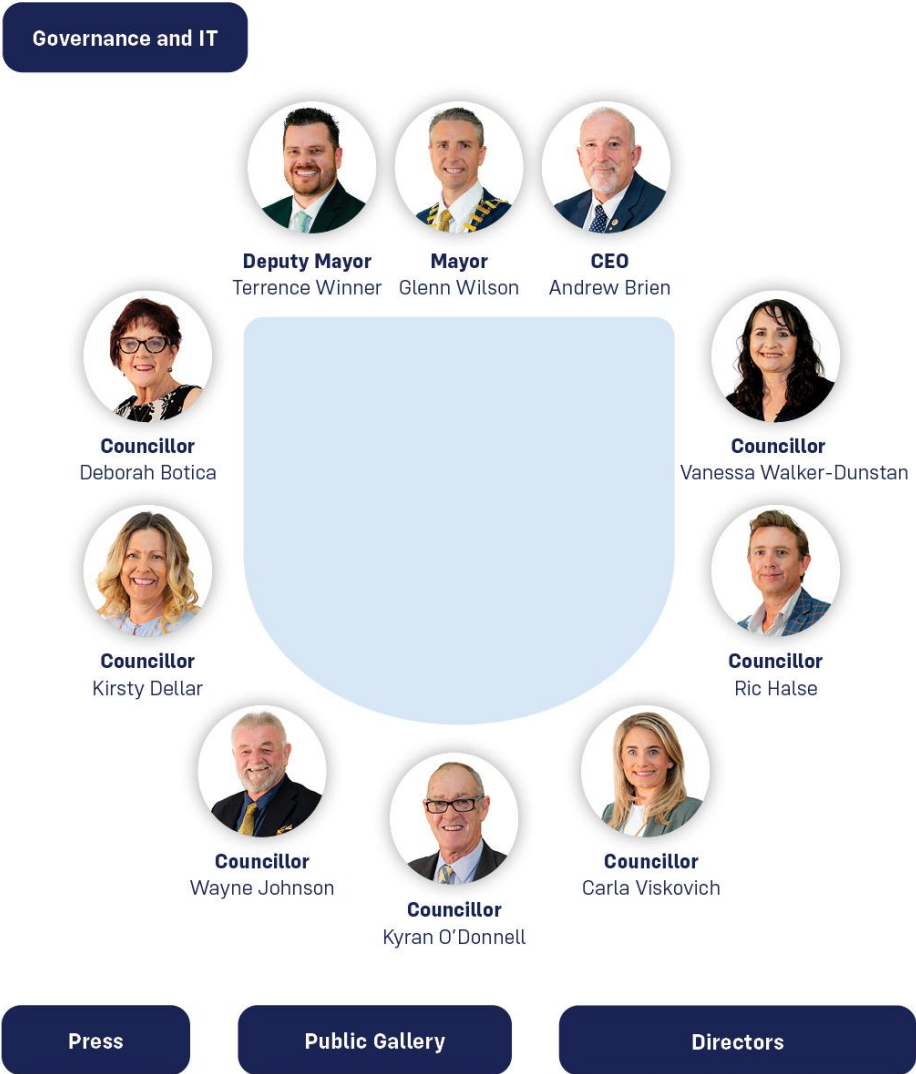 Governance and IT
Deputy Mayor
Terrence Winner
Mayor
Glenn Wilson
CEO
Andrew Brien
Councillor
Deborah Botica
Councillor
Vanessa Walker-Dunstan
Councillor
Kirsty Dellar
Councillor
Ric Halse
Councillor
Wayne Johnson
Councillor
Kyran O’Donnell
Councillor
Carla Viskovich
Press
Public Gallery
Directors